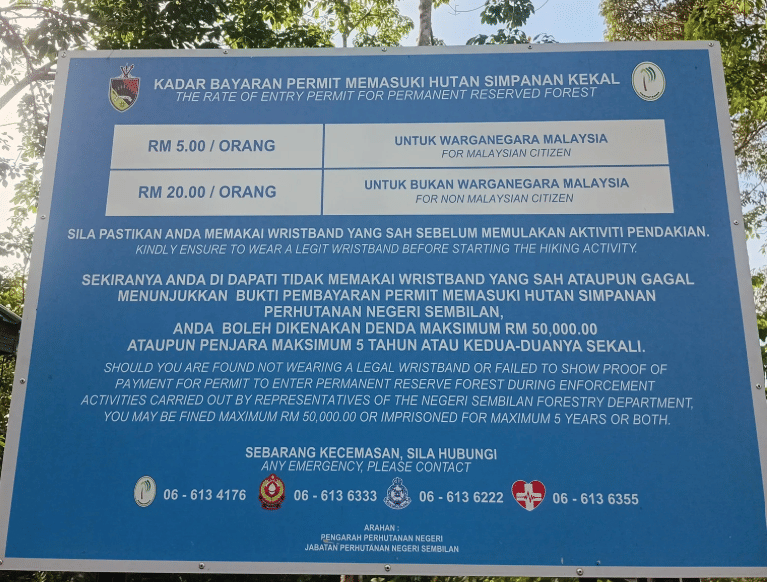 KADAR BAYARAN PERMIT MEMASUKI HUTAN SIMPANAN KEKAL
THE RATE OF ENTRY PERMIT FOR PERMANENT RESERVED FOREST
RM 5.00 / ORANG
UNTUK WARGANEGARA MALAYSIA
FOR MALAYSIAN CITIZEN
RM 20.00 / ORANG
UNTUK BUKAN WARGANEGARA MALAYSIA
FOR NON MALAYSIAN CITIZEN
SILA PASTIKAN ANDA MEMAKAI WRISTBAND YANG SAH SEBELUM MEMULAKAN AKTIVITI PENDAKIAN.
KINDLY ENSURE TO WEAR A LEGIT WRISTBAND BEFORE STARTING THE HIKING ACTIVITY.
SEKIRANYA ANDA DI DAPATI TIDAK MEMAKAI WRISTBAND YANG SAH ATAUPUN GAGAL
MENUNJUKKAN BUKTI PEMBAYARAN PERMIT MEMASUKI HUTAN SIMPANAN
PERHUTANAN NEGERI SEMBILAN,
ANDA BOLEH DIKENAKAN DENDA MAKSIMUM RM 50,000.00
ATAUPUN PENJARA MAKSIMUM 5 TAHUN ATAU KEDUA-DUANYA SEKALI.
SHOULD YOU ARE FOUND NOT WEARING A LEGAL WRISTBAND OR FAILED TO SHOW PROOF OF
PAYMENT FOR PERMIT TO ENTER PERMANENT RESERVE FOREST DURING ENFORCEMENT
ACTIVITIES CARRIED OUT BY REPRESENTATIVES OF THE NEGERI SEMBILAN FORESTRY DEPARTMENT,
YOU MAY BE FINED MAXIMUM RM 50,000.00 OR IMPRISONED FOR MAXIMUM 5 YEARS OR BOTH.
SEBARANG KECEMASAN, SILA HUBUNGI
ANY EMERGENCY, PLEASE CONTACT
06 - 613 4176 06 - 613 6333 06 - 613 6222 06 - 613 6355
ARAHAN :
PENGARAH PERHUTANAN NEGERI
JABATAN PERHUTANAN NEGERI SEMBILAN